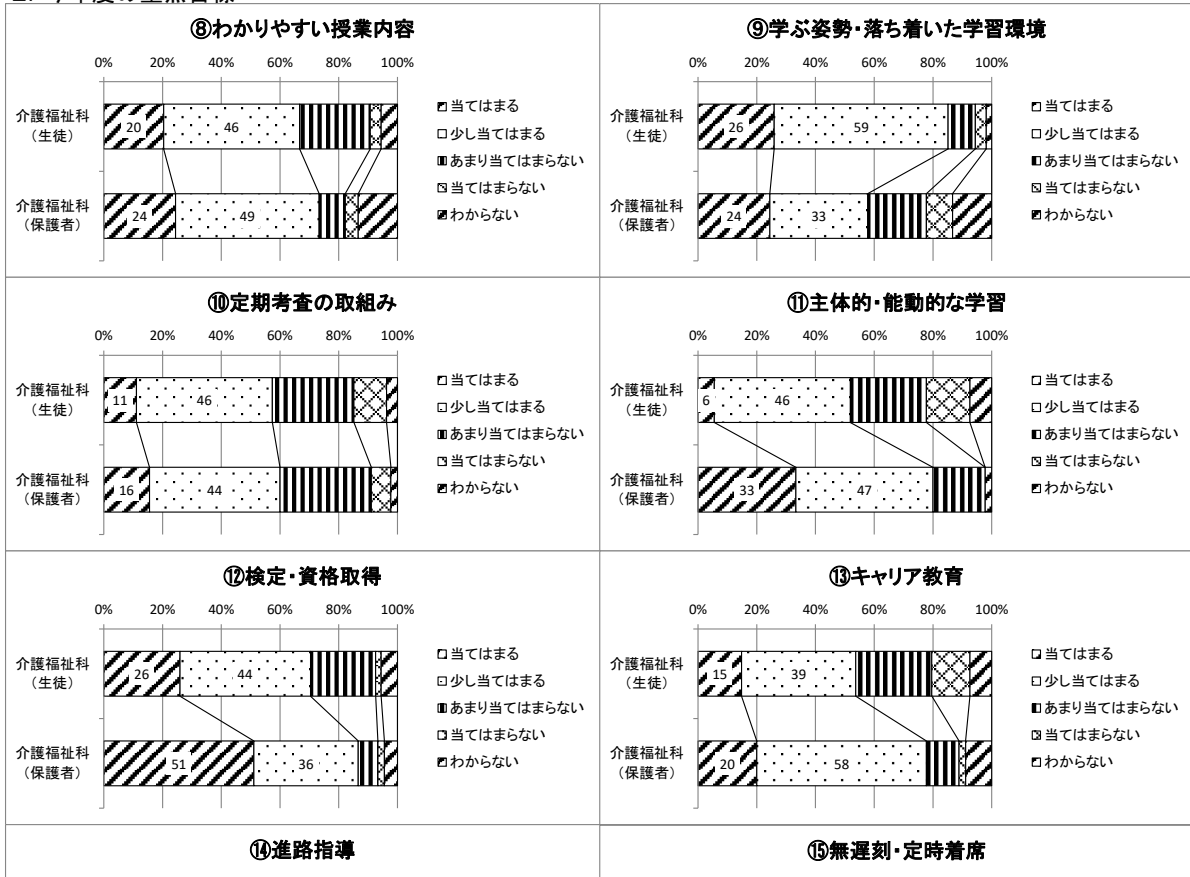 ⑧わかりやすい授業内容
0% 20% 40% 60% 80% 100%
介護福祉科
（生徒）
20 46
介護福祉科
（保護者）
24 49
当てはまる
少し当てはまる
あまり当てはまらない
当てはまらない
わからない
⑨学ぶ姿勢・落ち着いた学習環境
0% 20% 40% 60% 80% 100%
介護福祉科
（生徒）
26 59
介護福祉科
（保護者）
24 33
当てはまる
少し当てはまる
あまり当てはまらない
当てはまらない
わからない
⑩定期考査の取組み
0% 20% 40% 60% 80% 100%
介護福祉科
（生徒）
11 46
介護福祉科
（保護者）
16 44
当てはまる
少し当てはまる
あまり当てはまらない
当てはまらない
わからない
⑪主体的・能動的な学習
0% 20% 40% 60% 80% 100%
介護福祉科
（生徒）
6 46
介護福祉科
（保護者）
33 47
当てはまる
少し当てはまる
あまり当てはまらない
当てはまらない
わからない
⑫検定・資格取得
0% 20% 40% 60% 80% 100%
介護福祉科
（生徒）
26 44
介護福祉科
（保護者）
51 36
当てはまる
少し当てはまる
あまり当てはまらない
当てはまらない
わからない
⑬キャリア教育
0% 20% 40% 60% 80% 100%
介護福祉科
（生徒）
15 39
介護福祉科
（保護者）
20 58
当てはまる
少し当てはまる
あまり当てはまらない
当てはまらない
わからない
⑭進路指導
⑮無遅刻・定時着席